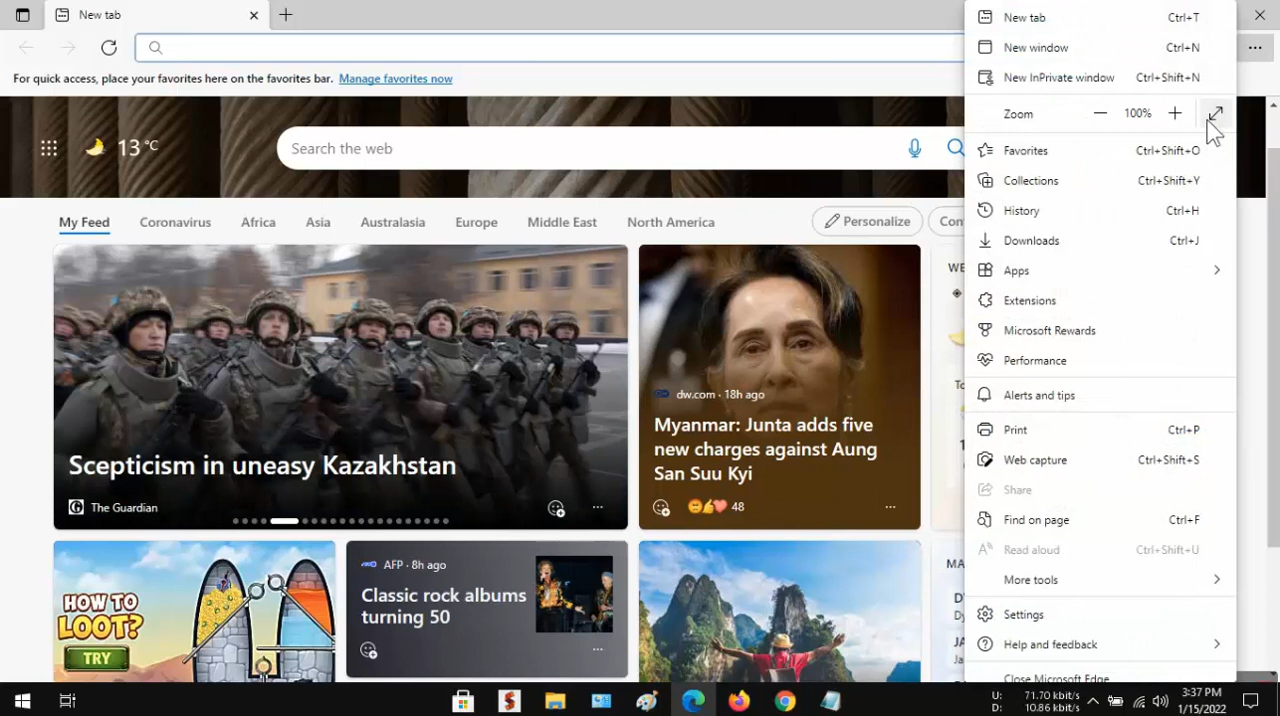 New tab
For quick access, place your favorites here on the favorites bar. Manage favorites now
13 °C
Search the web
My Feed Coronavirus Africa Asia Australasia Europe Middle East North America Personalize
Scepticism in uneasy Kazakhstan
The Guardian
dw.com · 18h ago
Myanmar: Junta adds five
new charges against Aung
San Suu Kyi
48
HOW TO
LOOT?
TRY
AFP · 8h ago
Classic rock albums
turning 50
New tab Ctrl+T
New window Ctrl+N
New InPrivate window Ctrl+Shift+N
Zoom 100%
Favorites Ctrl+Shift+O
Collections Ctrl+Shift+Y
History Ctrl+H
Downloads Ctrl+J
Apps
Extensions
Microsoft Rewards
Performance
Alerts and tips
Print Ctrl+P
Web capture Ctrl+Shift+S
Share
Find on page Ctrl+F
Read aloud Ctrl+Shift+U
More tools
Settings
Help and feedback
Close Microsoft Edge
U: 71.70 kbit/s
D: 10.86 kbit/s
3:37 PM
1/15/2022